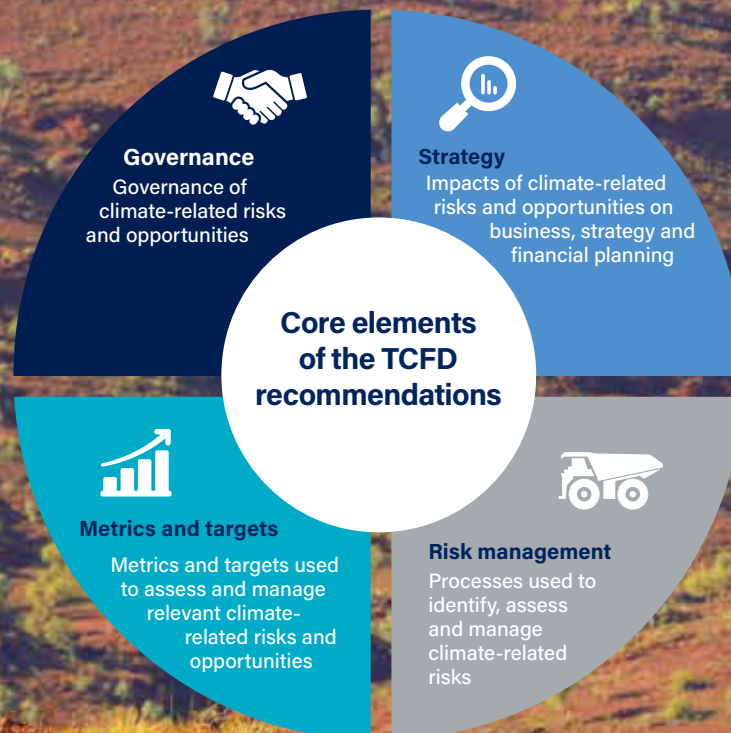 Governance
Governance of
climate-related risks
and opportunities
Strategy
Impacts of climate-related
risks and opportunities on
business, strategy and
financial planning
Core elements
of the TCFD
recommendations
Metrics and targets
Metrics and targets used
to assess and manage
relevant climate-
related risks and
opportunities
Risk management
Processes used to
identify, assess
and manage
climate-related
risks